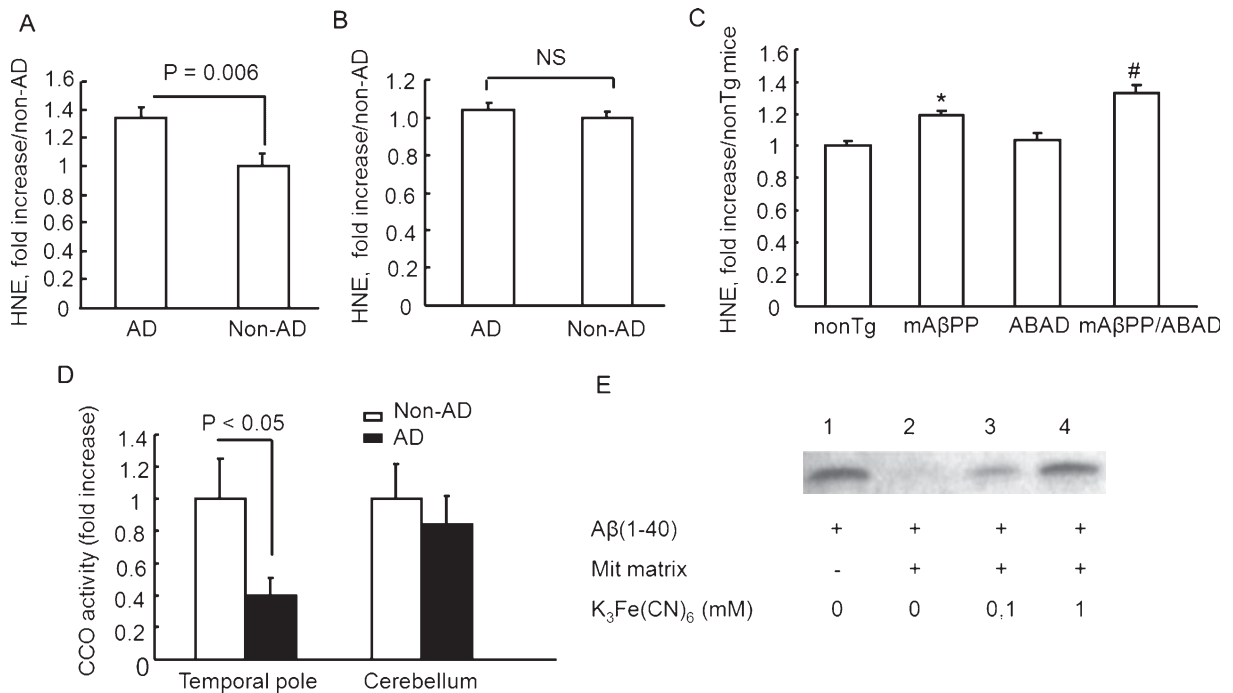 A
HNE, fold increase/non-AD
P = 0.006
1.6
1.4
1.2
1
0.8
0.6
0.4
0.2
0
AD
Non-AD
B
HNE, fold increase/non-AD
NS
1.2
1.0
0.8
0.6
0.4
0.2
0
AD
Non-AD
C
HNE, fold increase/nonTg mice
1.6
1.4
1.2
1
0.8
0.6
0.4
0.2
0
*
#
nonTg
mAβPP
ABAD
mAβPP/ABAD
D
CCO activity (fold increase)
P < 0.05
Non-AD
AD
1.4
1.2
1
0.8
0.6
0.4
0.2
0
Temporal pole
Cerebellum
E
1 2 3 4
Aβ(1-40) + + + +
Mit matrix - + + +
K₃Fe(CN)₆ (mM) 0 0 0,1 1